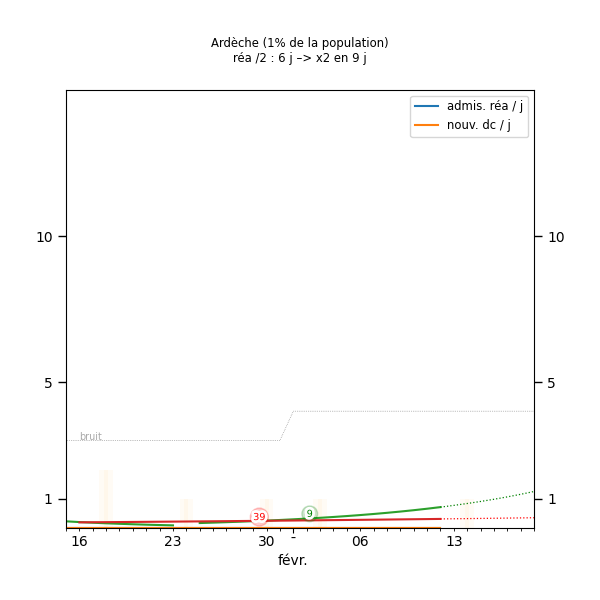 Ardèche (1% de la population)
réa /2 : 6 j –> x2 en 9 j
admis. réa / j
nouv. dc / j
10
10
5
5
bruit
1
1
39
9
16
23
30
-
06
13
févr.